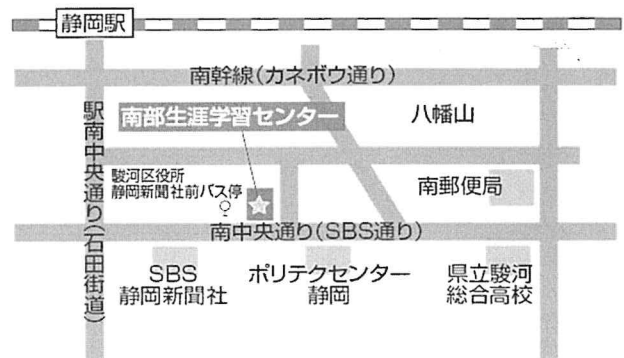 静岡駅
南幹線(カネボウ通り)
南部生涯学習センター
八幡山
駅南中央通り(石田街道)
駿河区役所
静岡新聞社前バス停
南郵便局
南中央通り(SBS通り)
SBS
静岡新聞社
ポリテクセンター
静岡
県立駿河
総合高校